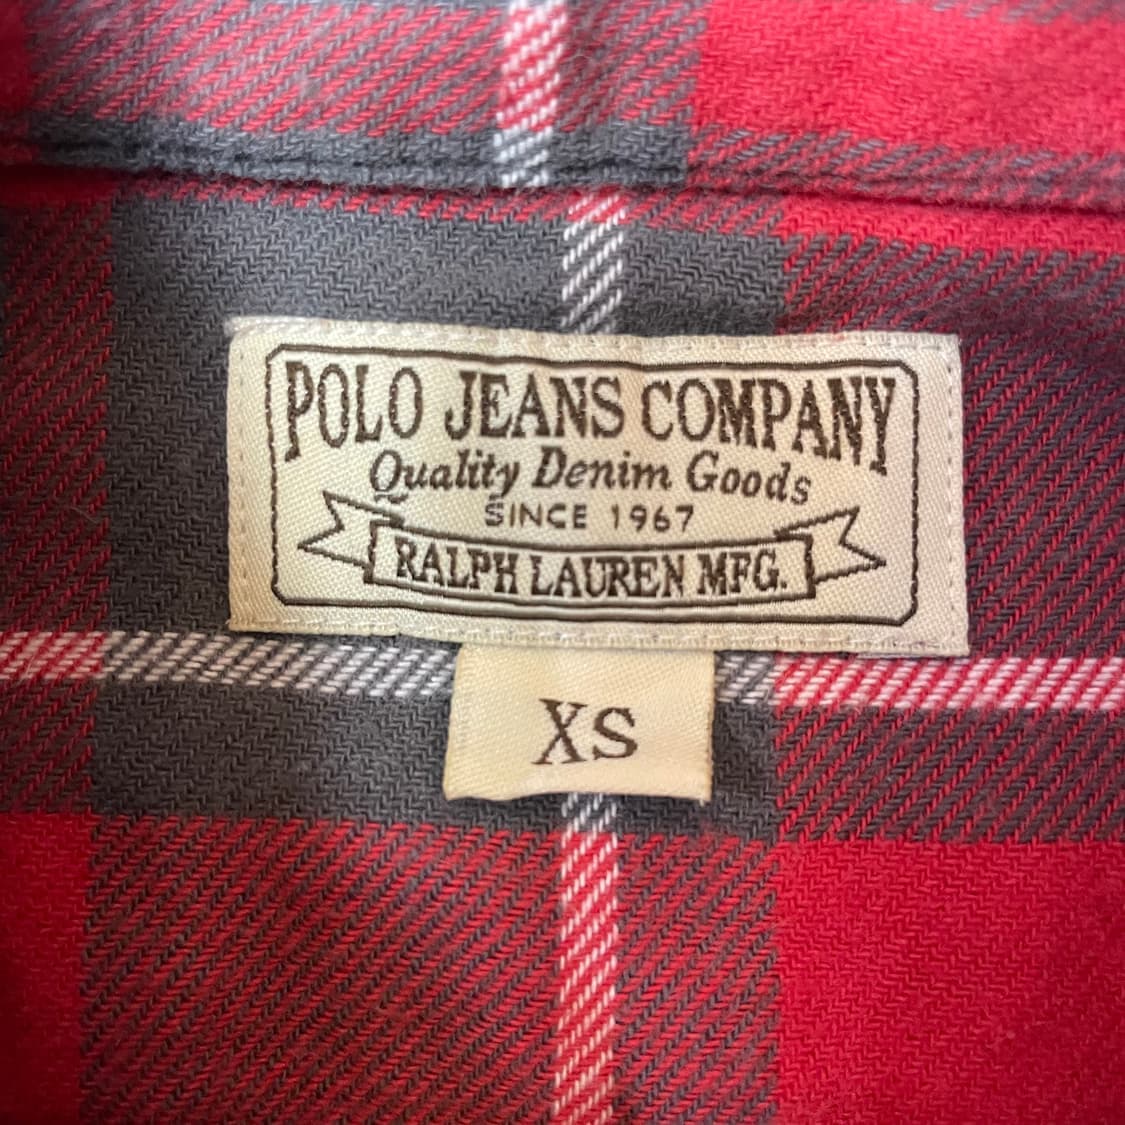 POLO JEANS COMPANY
Quality Denim Goods
SINCE 1967
RALPH LAUREN MFG.
XS